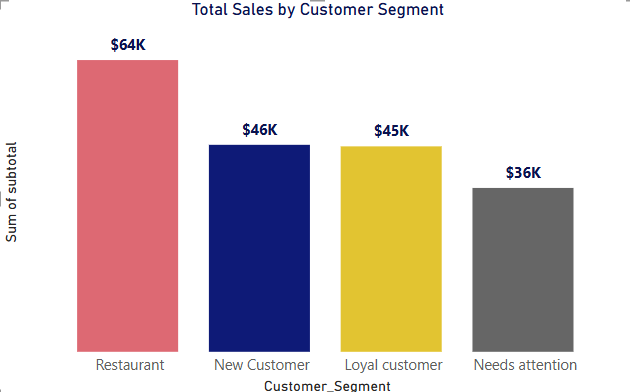 Total Sales by Customer Segment
$64K
$46K
$45K
$36K
Sum of subtotal
Restaurant
New Customer
Loyal customer
Needs attention
Customer_Segment